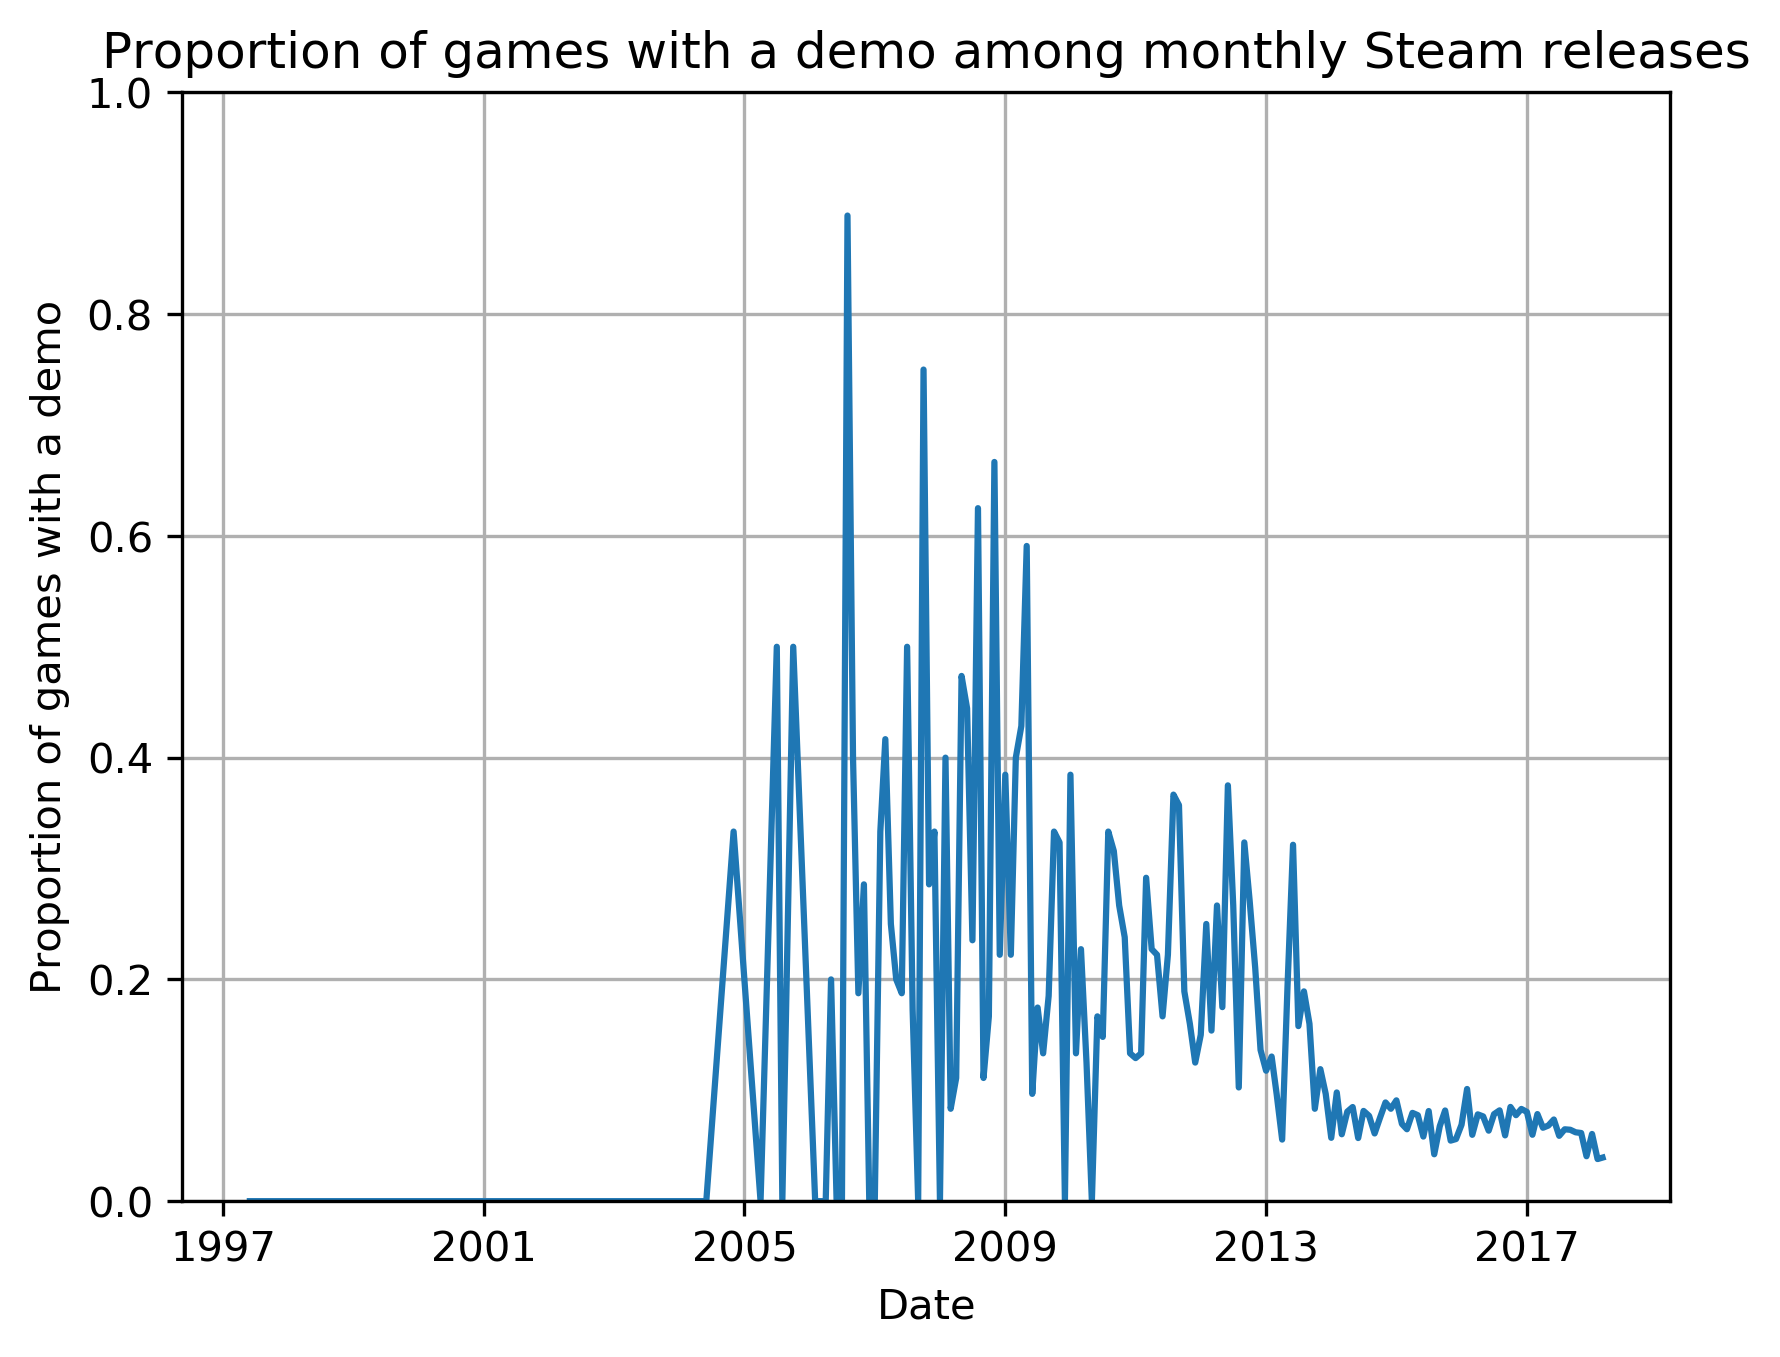 Proportion of games with a demo among monthly Steam releases
Proportion of games with a demo
1.0
0.8
0.6
0.4
0.2
0.0
1997 2001 2005 2009 2013 2017
Date